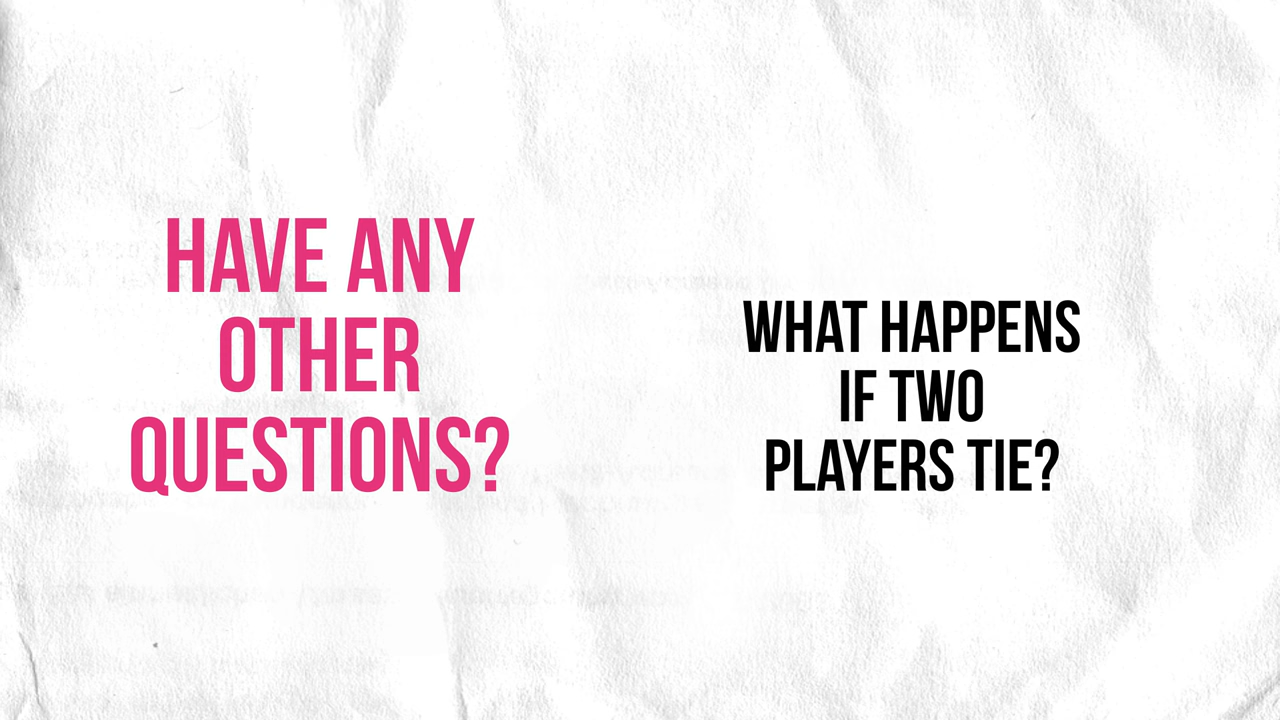 HAVE ANY
OTHER
QUESTIONS?
WHAT HAPPENS
IF TWO
PLAYERS TIE?